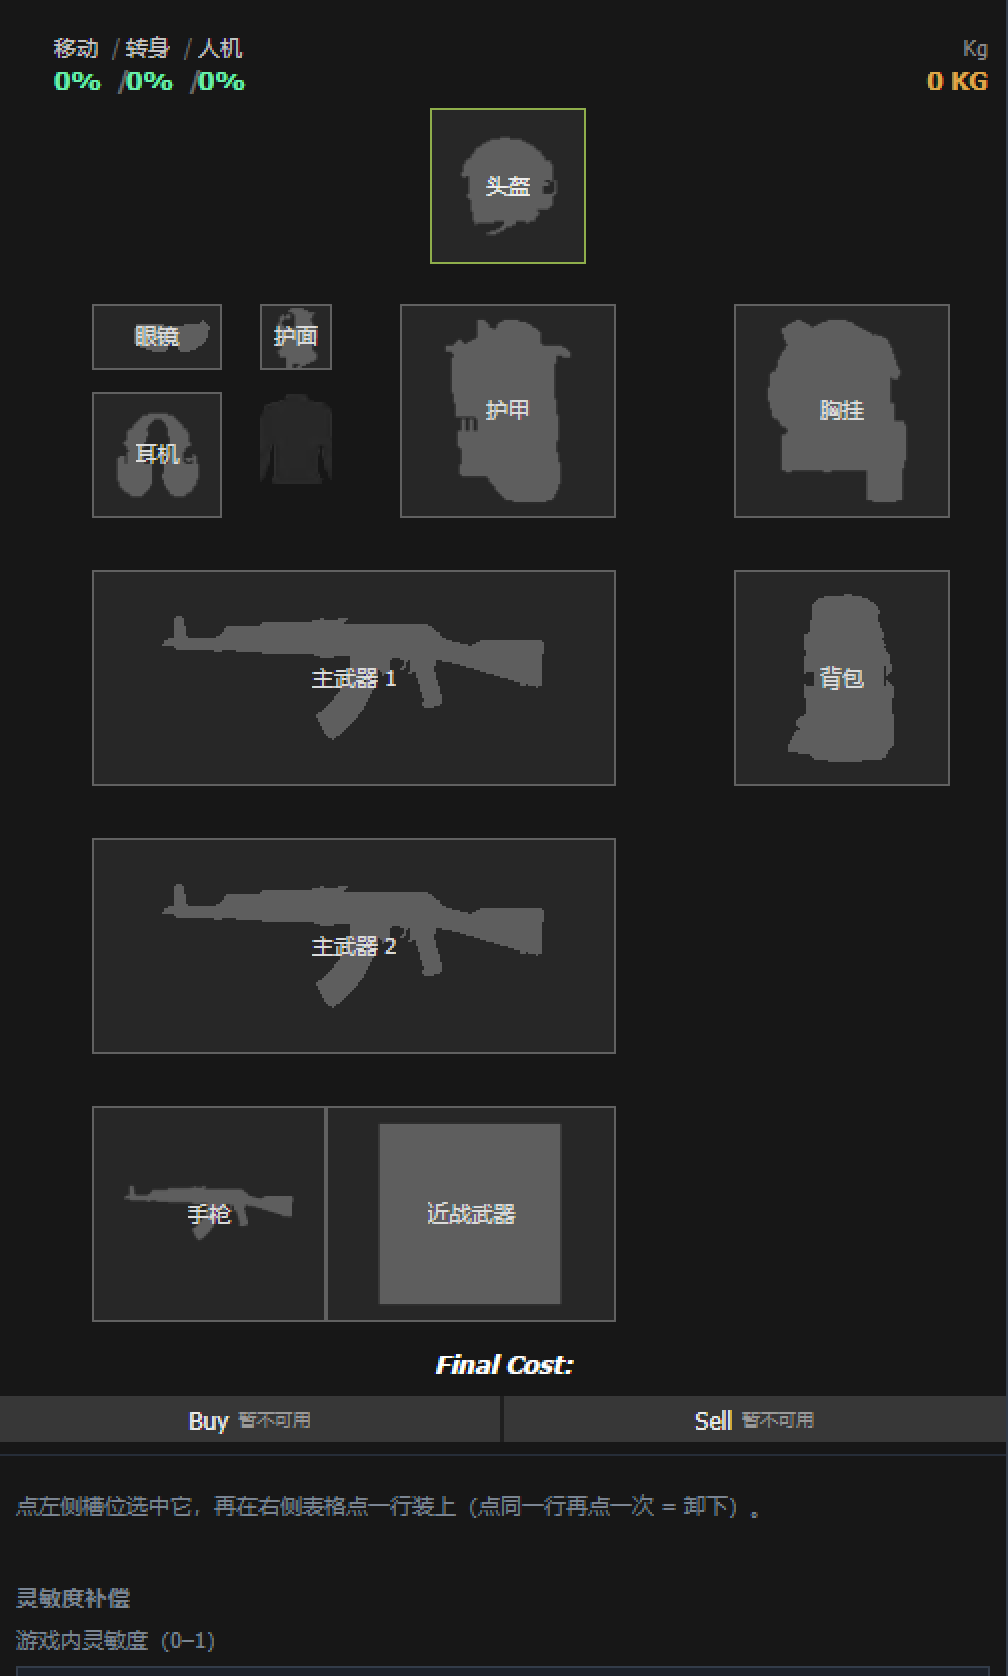 移动 / 转身 / 人机
Kg
0% /0% /0%
0 KG
头盔
眼镜
护面
护甲
胸挂
耳机
主武器 1
背包
主武器 2
手枪
近战武器
Final Cost:
Buy 暂不可用
Sell 暂不可用
点左侧槽位选中它，再在右侧表格点一行装上（点同一行再点一次 = 卸下）。
灵敏度补偿
游戏内灵敏度（0–1）